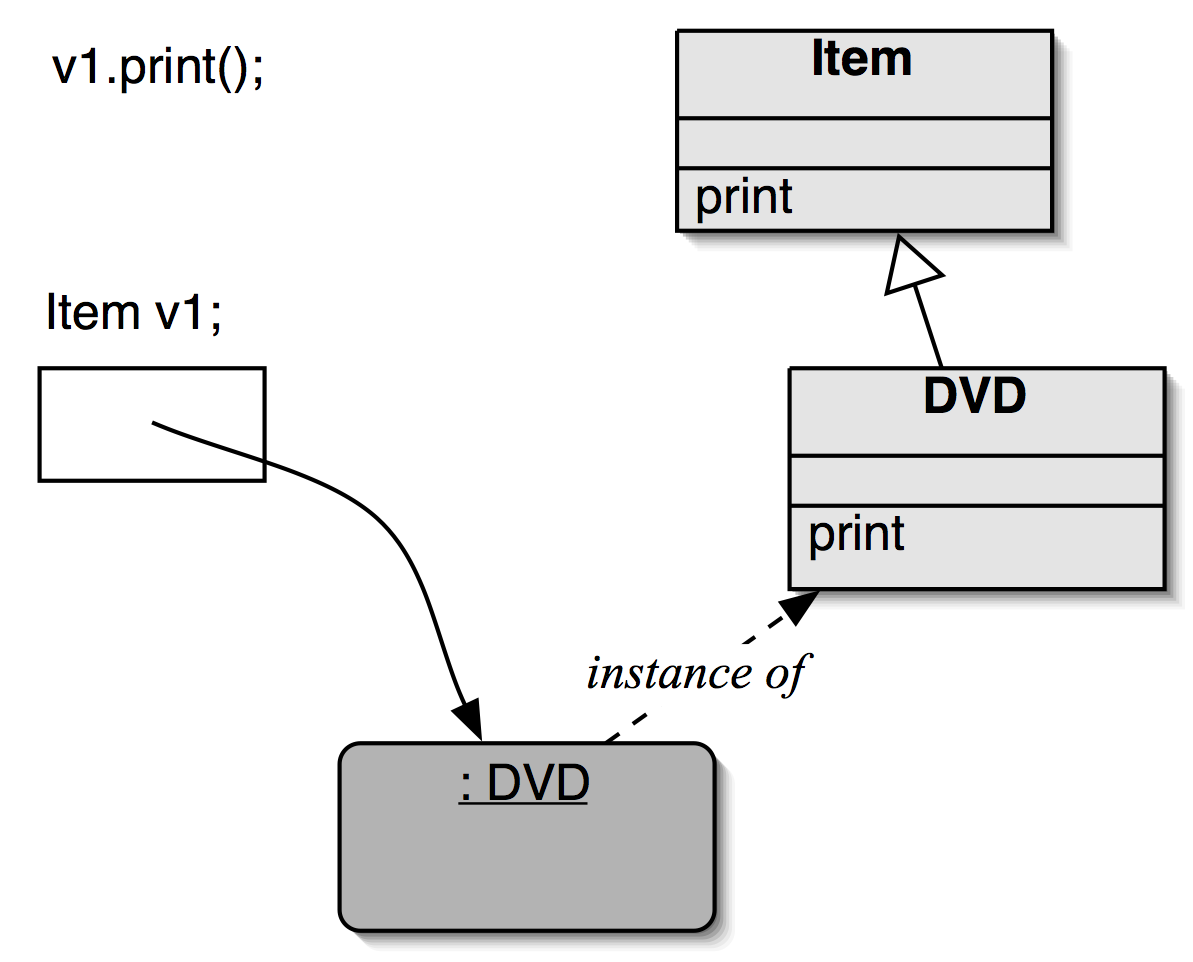 v1.print();
Item
print
Item v1;
DVD
print
instance of
: DVD